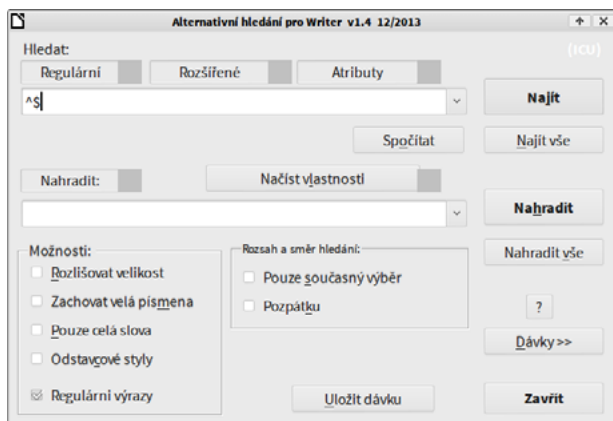 Alternativní hledání pro Writer v1.4 12/2013
Hledat:
(ICU)
Regulární Rozšířené Atributy
^$
Najít
Spočítat
Najít vše
Nahradit: Načíst vlastnosti
Nahradit
Možnosti:
Rozlišovat velikost
Zachovat velá písmena
Pouze celá slova
Odstavcové styly
Regulární výrazy
Rozsah a směr hledání:
Pouze současný výběr
Pozpátku
Nahradit vše
?
Dávky >>
Uložit dávku
Zavřít